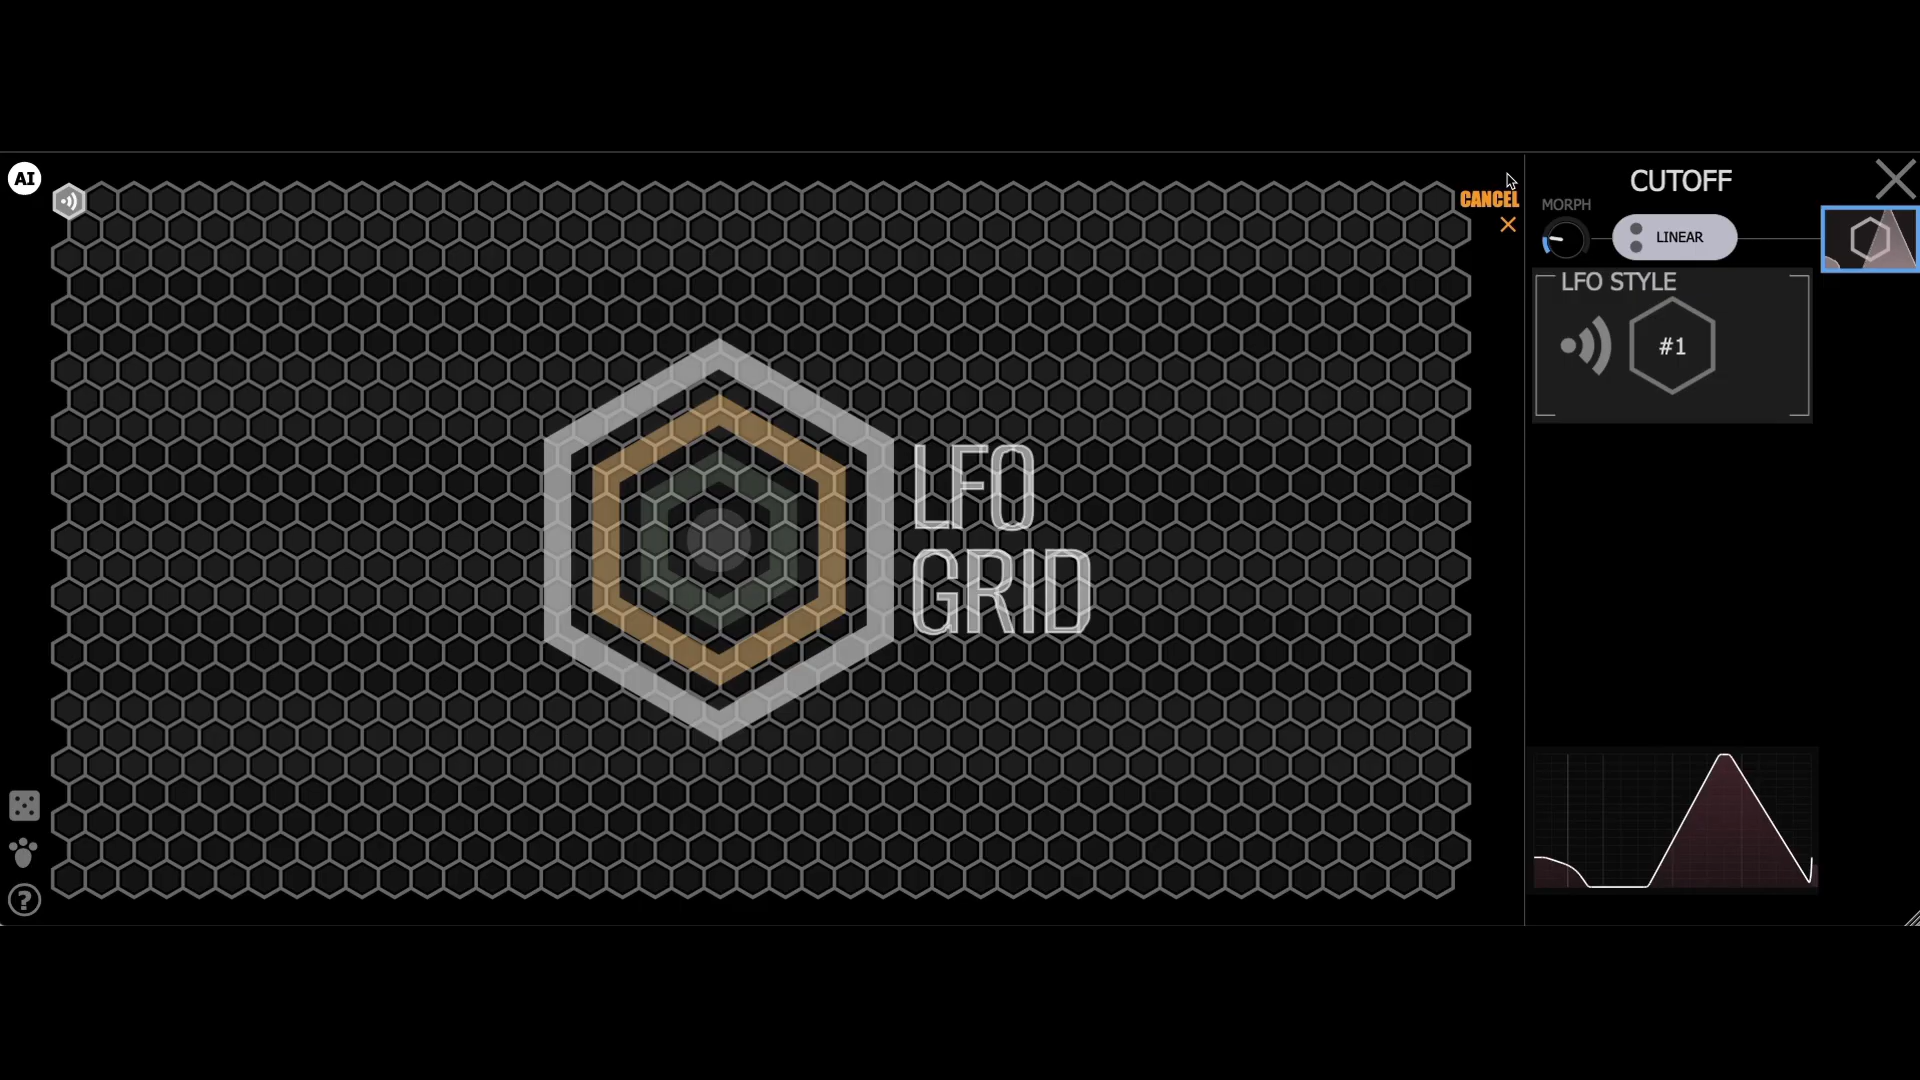 AI
CANCEL
CUTOFF
MORPH
LINEAR
LFO STYLE
#1
LFO
GRID
?